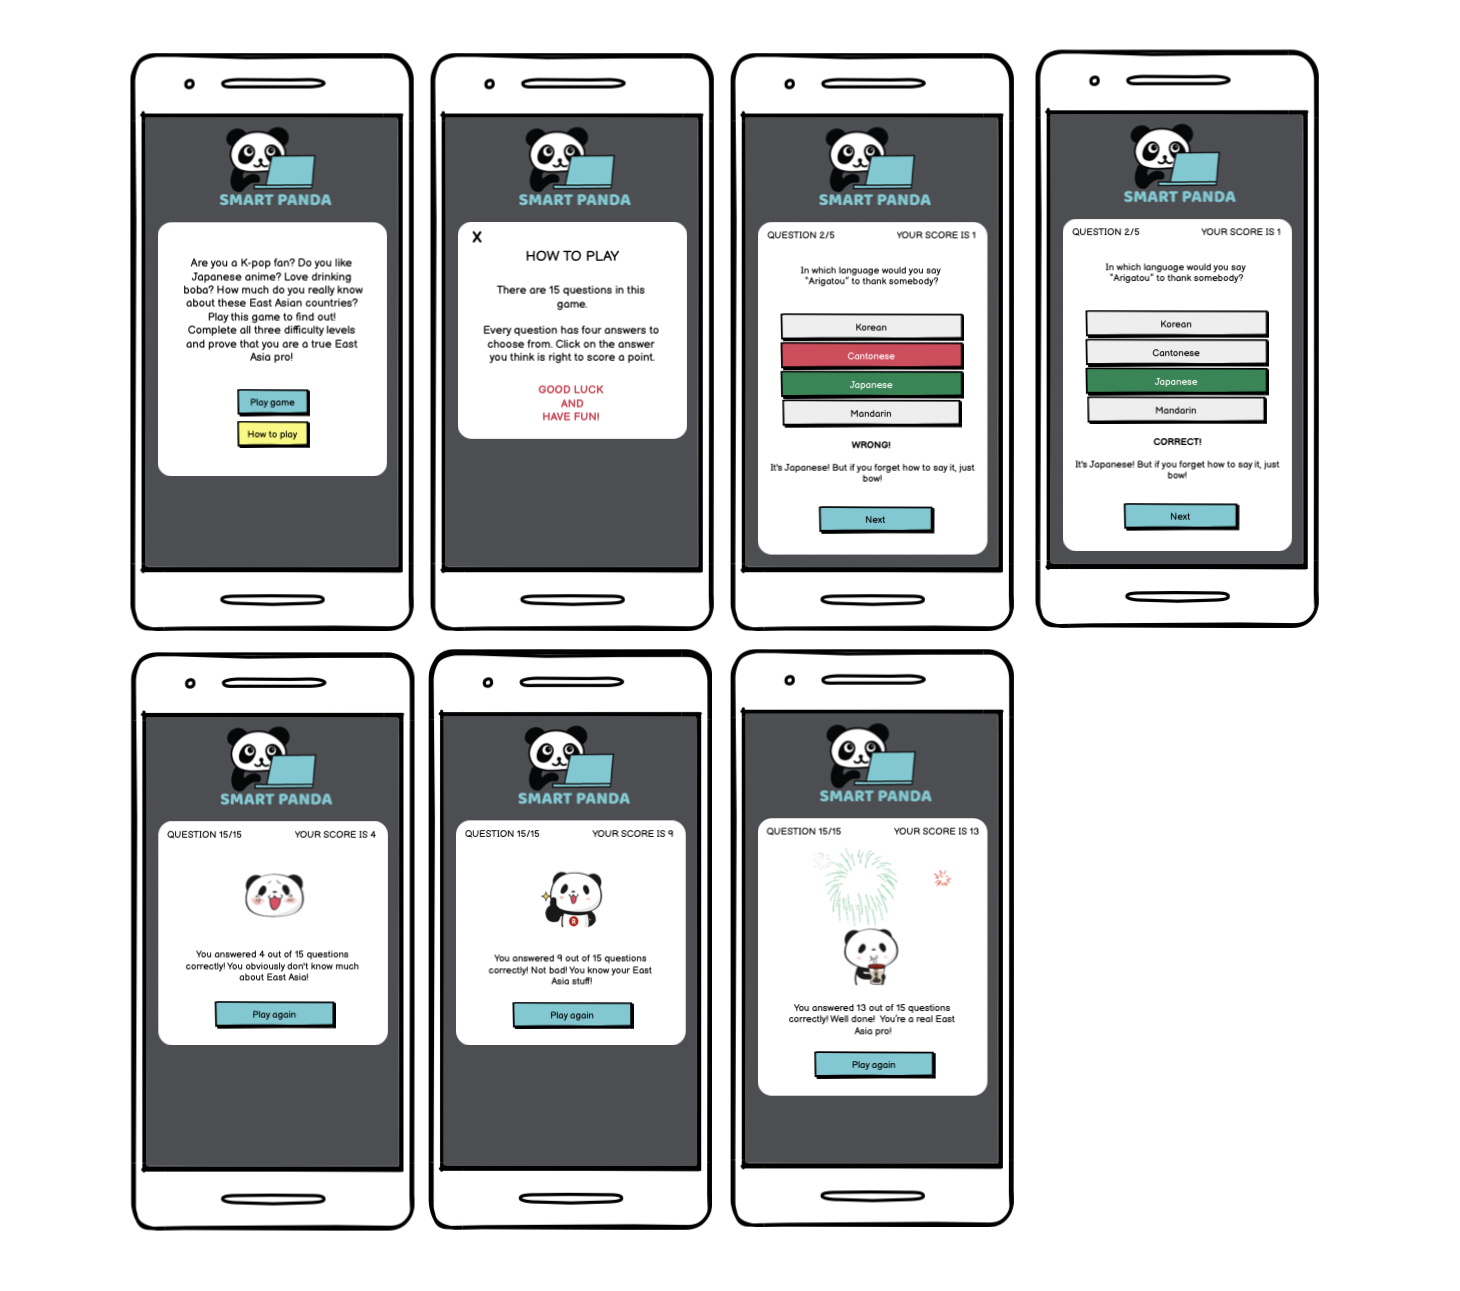 SMART PANDA
Are you a K-pop fan? Do you like
Japanese anime? Love drinking
boba? How much do you really know
about these East Asian countries?
Play this game to find out!
Complete all three difficulty levels
and prove that you are a true East
Asia pro!
Play game
How to play
SMART PANDA
X
HOW TO PLAY
There are 15 questions in this
game.
Every question has four answers to
choose from. Click on the answer
you think is right to score a point.
GOOD LUCK
AND
HAVE FUN!
SMART PANDA
QUESTION 2/5 YOUR SCORE IS 1
In which language would you say
"Arigatou" to thank somebody?
Korean
Cantonese
Japanese
Mandarin
WRONG!
It's Japanese! But if you forget how to say it, just
bow!
Next
SMART PANDA
QUESTION 2/5 YOUR SCORE IS 1
In which language would you say
"Arigatou" to thank somebody?
Korean
Cantonese
Japanese
Mandarin
CORRECT!
It's Japanese! But if you forget how to say it, just
bow!
Next
SMART PANDA
QUESTION 15/15 YOUR SCORE IS 4
You answered 4 out of 15 questions
correctly! You obviously don't know much
about East Asia!
Play again
SMART PANDA
QUESTION 15/15 YOUR SCORE IS 9
R
You answered 9 out of 15 questions
correctly! Not bad! You know your East
Asia stuff!
Play again
SMART PANDA
QUESTION 15/15 YOUR SCORE IS 13
You answered 13 out of 15 questions
correctly! Well done! You're a real East
Asia pro!
Play again